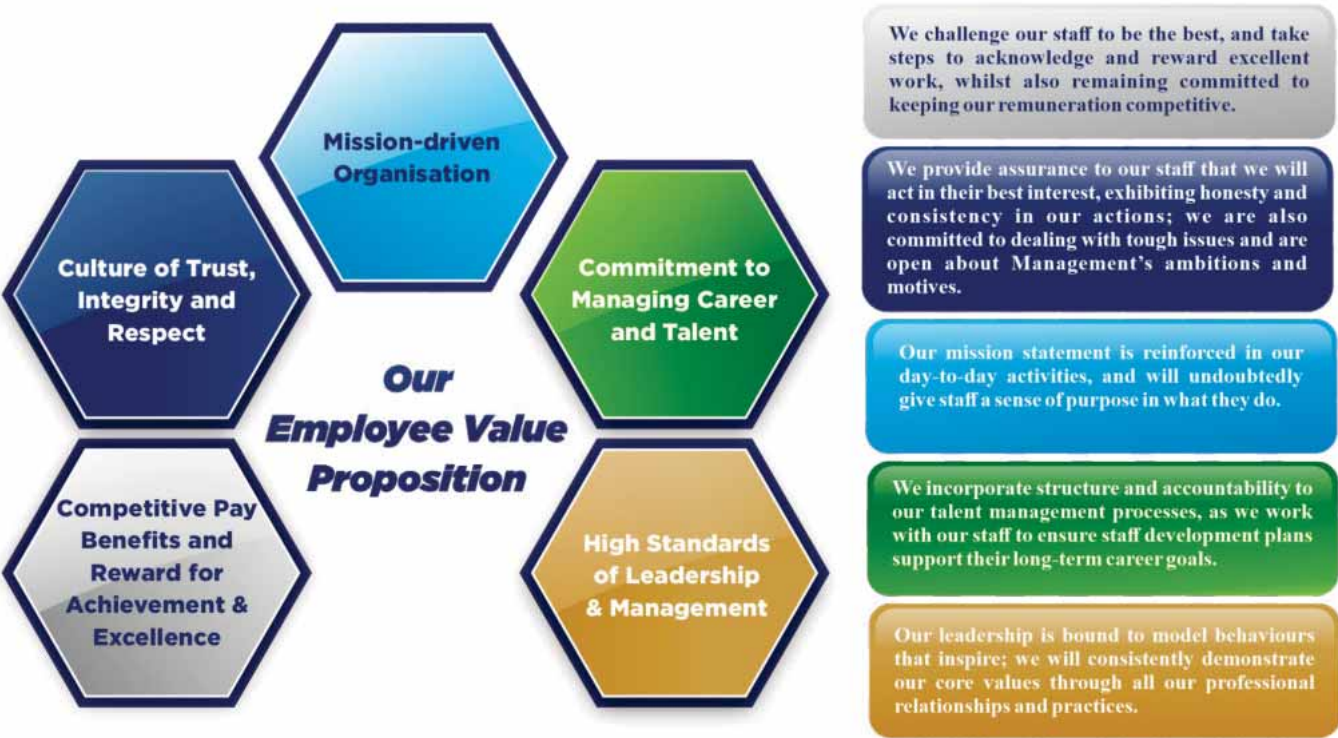 Mission-driven
Organisation
Culture of Trust,
Integrity and
Respect
Commitment to
Managing Career
and Talent
Our
Employee Value
Proposition
Competitive Pay
Benefits and
Reward for
Achievement &
Excellence
High Standards
of Leadership
& Management
We challenge our staff to be the best, and take
steps to acknowledge and reward excellent
work, whilst also remaining committed to
keeping our remuneration competitive.
We provide assurance to our staff that we will
act in their best interest, exhibiting honesty and
consistency in our actions; we are also
committed to dealing with tough issues and are
open about Management's ambitions and
motives.
Our mission statement is reinforced in our
day-to-day activities, and will undoubtedly
give staff a sense of purpose in what they do.
We incorporate structure and accountability to
our talent management processes, as we work
with our staff to ensure staff development plans
support their long-term career goals.
Our leadership is bound to model behaviours
that inspire; we will consistently demonstrate
our core values through all our professional
relationships and practices.